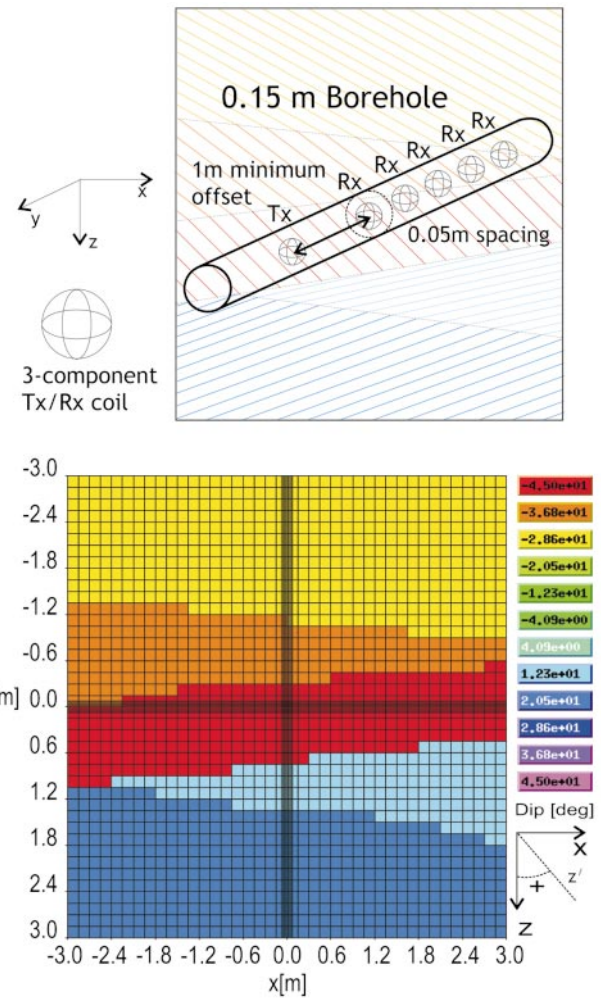 0.15 m Borehole
Rx
Rx
Rx
Rx
Rx
1m minimum
offset
Tx
0.05m spacing
x
y
z
3-component
Tx/Rx coil
-3.0
-2.4
-1.8
-1.2
-0.6
m] 0.0
0.6
1.2
1.8
2.4
3.0
-3.0 -2.4 -1.8 -1.2 -0.6 0.0 0.6 1.2 1.8 2.4 3.0
x[m]
-4.50e+01
-3.68e+01
-2.86e+01
-2.05e+01
-1.23e+01
-4.09e+00
4.09e+00
1.23e+01
2.05e+01
2.86e+01
3.68e+01
4.50e+01
Dip [deg]
X
z'
+
Z